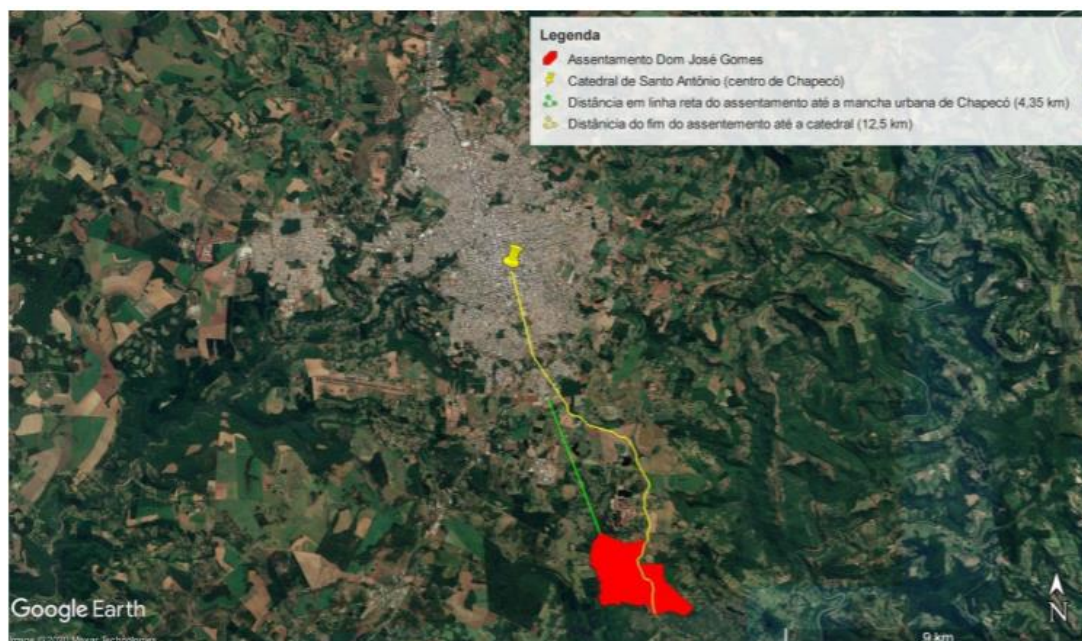 Legenda
Assentamento Dom José Gomes
Catedral de Santo Antônio (centro de Chapecó)
Distância em linha reta do assentamento até a mancha urbana de Chapecó (4,35 km)
Distânicia do fim do assentemento até a catedral (12,5 km)
N
Google Earth
9 km